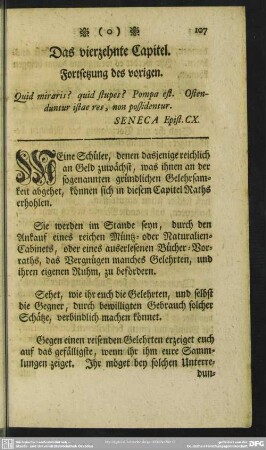 (0) 107
Das vierzehnte Capitel.
Fortsetzung des vorigen.
Quid miraris? quid stupes? Pompa est. Osten-
duntur istae res, non possidentur.
SENECA Epist. CX.
MEine Schüler, denen dasjenige reichlich
an Geld zuwächst, was ihnen an der
sogenannten gründlichen Gelehrsam-
keit abgehet, können sich in diesem Capitel Raths
erhohlen.
Sie werden im Stande seyn, durch den
Ankauf eines reichen Müntz- oder Naturalien-
Cabinets, oder eines auserlesenen Bücher-Vor-
raths, das Vergnügen manches Gelehrten, und
ihren eigenen Ruhm, zu befordern.
Sehet, wie ihr euch die Gelehrten, und selbst
die Gegner, durch bewilligten Gebrauch solcher
Schätze, verbindlich machen könnet.
Gegen einen reisenden Gelehrten erzeiget euch
auf das gefälligste, wenn ihr ihm eure Samm-
lungen zeiget. Ihr möget bey solchen Unterre-
dun-